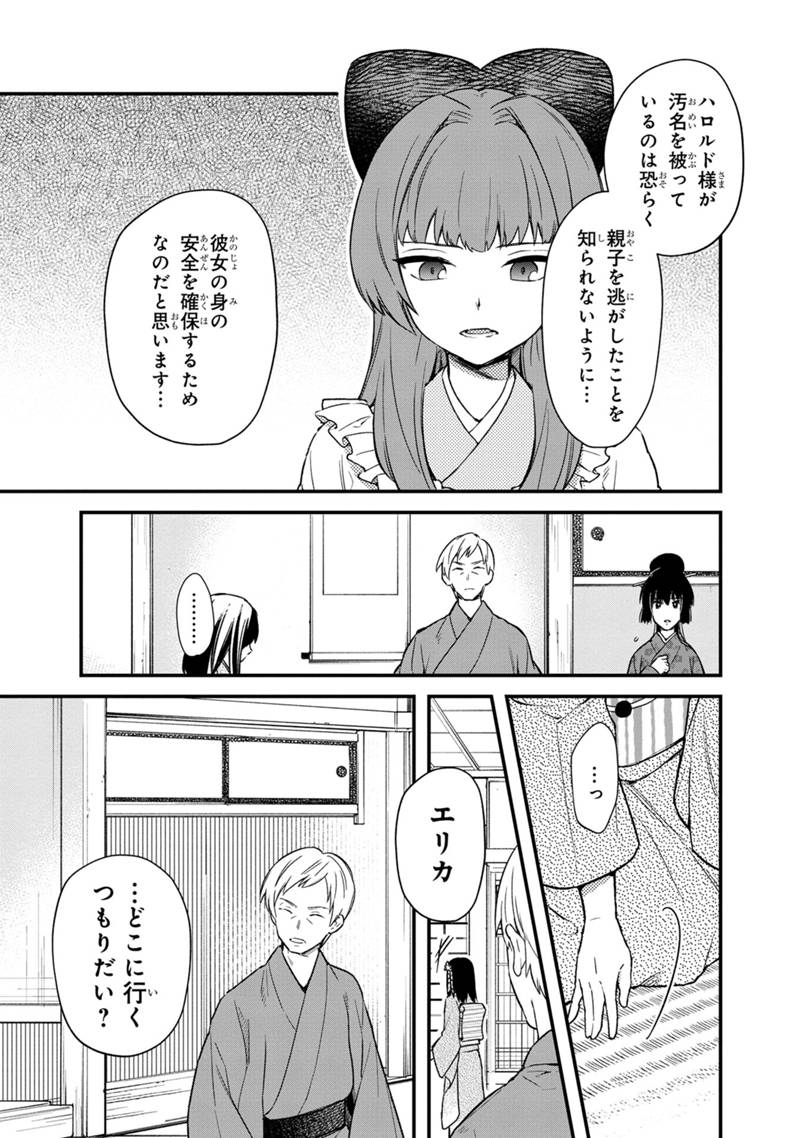 ハロルド様が
汚名を被って
いるのは恐らく
親子を逃がしたことを
知られないように…
彼女の身の
安全を確保するため
なのだと思います…
………
…っ
エリカ
…どこに行く
つもりだい？